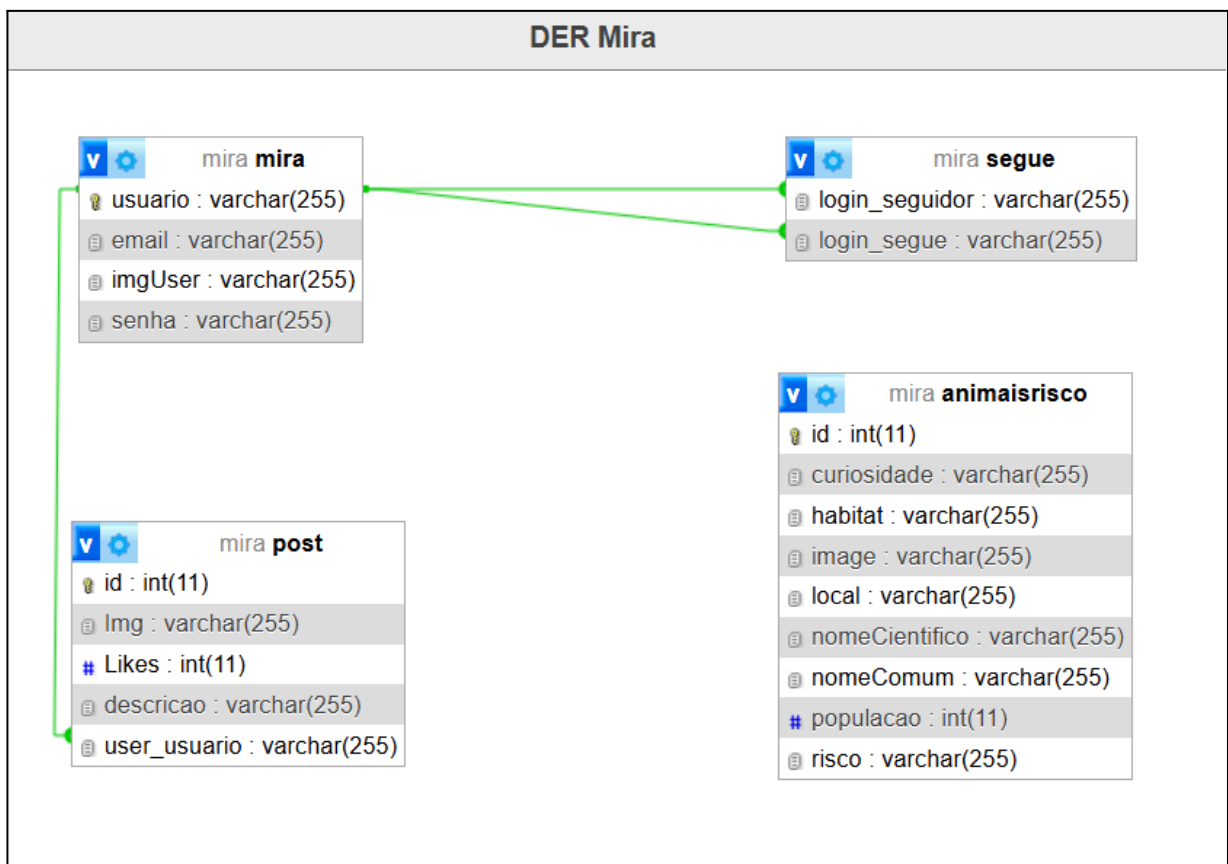 DER Mira
v mira mira
usuario : varchar(255)
email : varchar(255)
imgUser : varchar(255)
senha : varchar(255)
v mira segue
login_seguidor : varchar(255)
login_segue : varchar(255)
v mira animaisrisco
id : int(11)
curiosidade : varchar(255)
habitat : varchar(255)
image : varchar(255)
local : varchar(255)
nomeCientifico : varchar(255)
nomeComum : varchar(255)
# populacao : int(11)
risco : varchar(255)
v mira post
id : int(11)
Img : varchar(255)
# Likes : int(11)
descricao : varchar(255)
user_usuario : varchar(255)